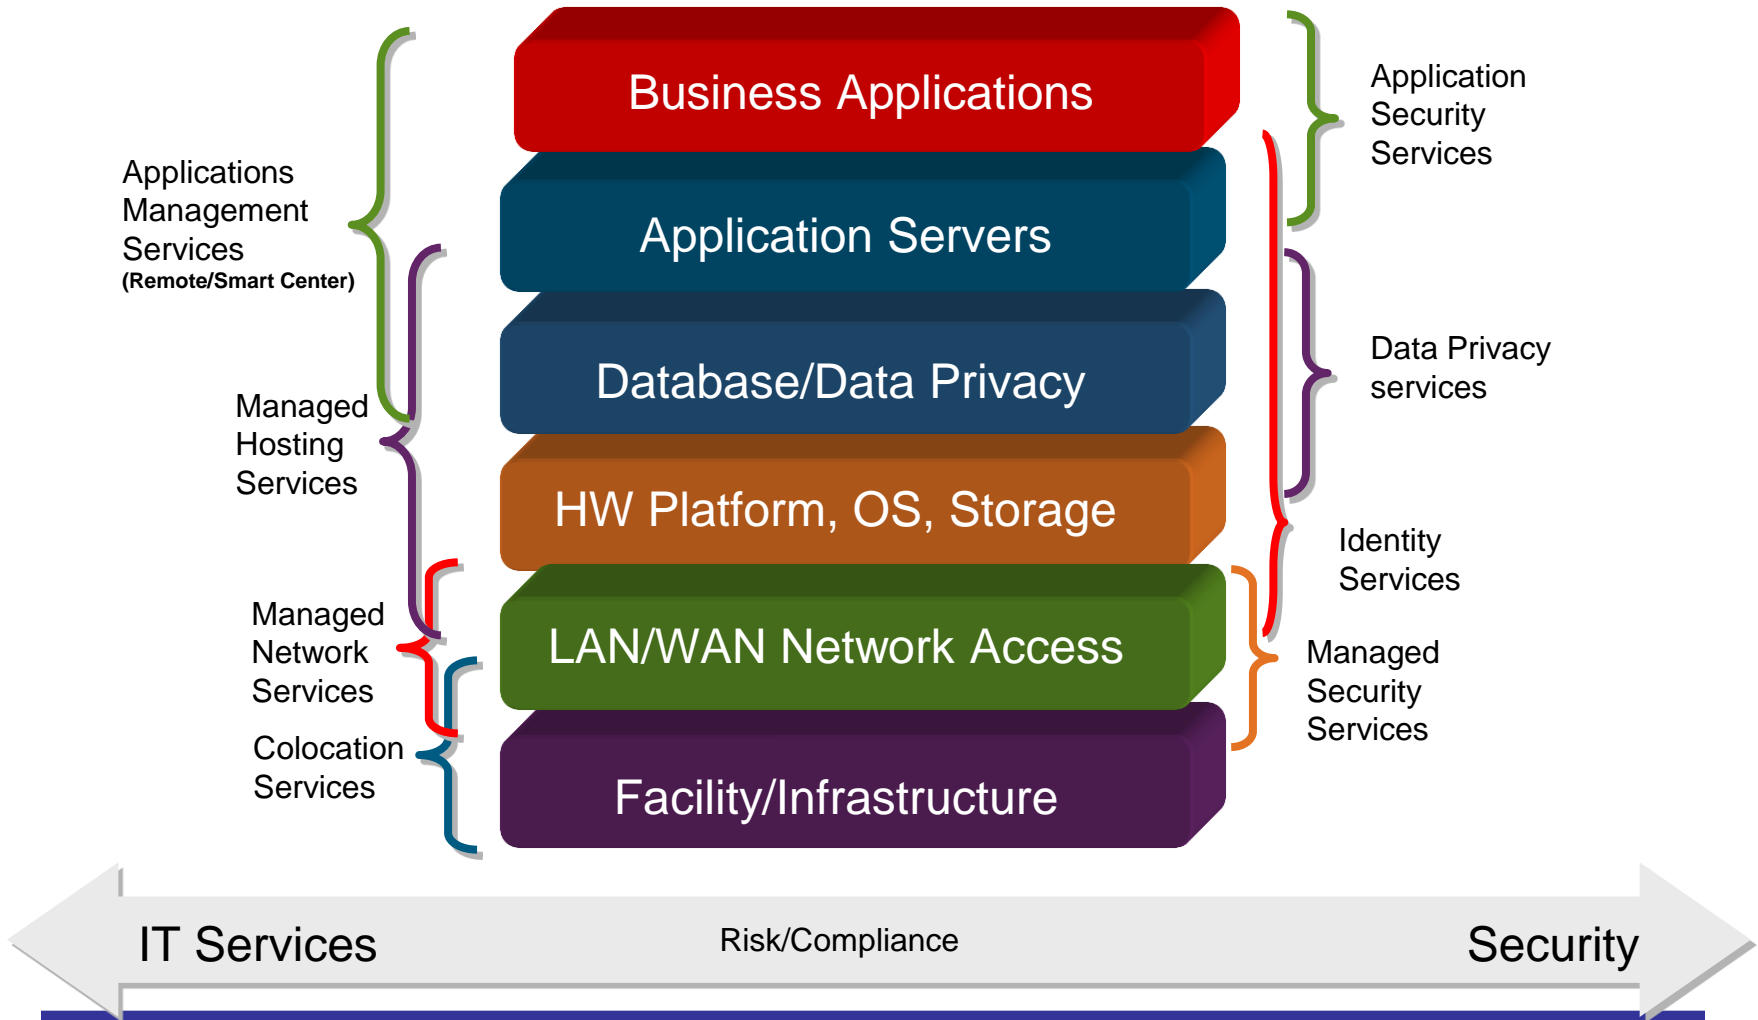 Business Applications
Application Servers
Database/Data Privacy
HW Platform, OS, Storage
LAN/WAN Network Access
Facility/Infrastructure
Applications
Management
Services
(Remote/Smart Center)
Managed
Hosting
Services
Managed
Network
Services
Colocation
Services
Application
Security
Services
Data Privacy
services
Identity
Services
Managed
Security
Services
IT Services
Risk/Compliance
Security